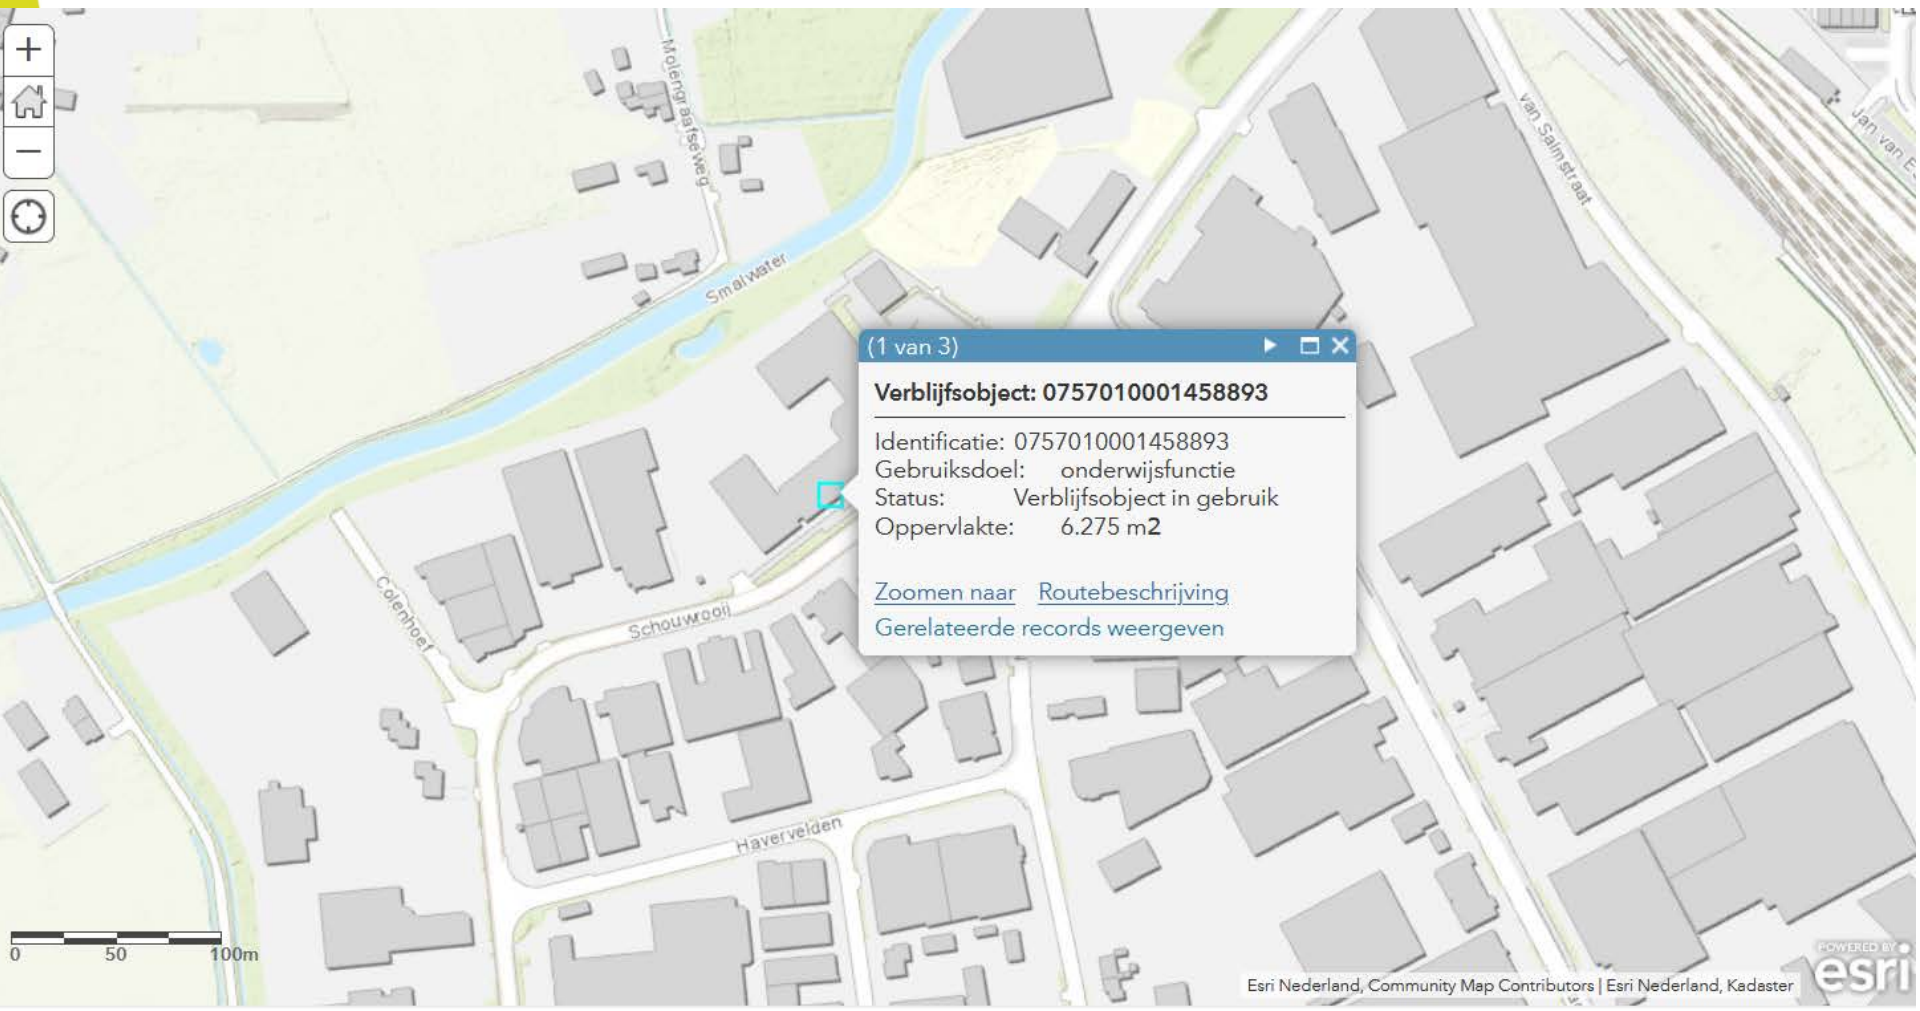 +
−
Molengraafseweg
van Salmstraat
Jan van E
Smalwater
(1 van 3)
Verblijfsobject: 0757010001458893
Identificatie: 0757010001458893
Gebruiksdoel: onderwijsfunctie
Status: Verblijfsobject in gebruik
Oppervlakte: 6.275 m2
Zoomen naar Routebeschrijving
Gerelateerde records weergeven
Colenhoef
Schouwrooij
Havervelden
0 50 100m
Esri Nederland, Community Map Contributors | Esri Nederland, Kadaster
POWERED BY
esri